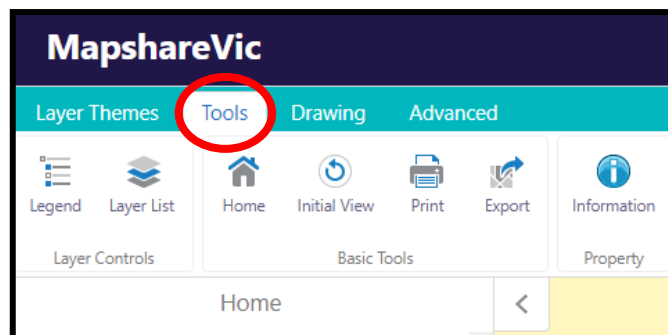 MapshareVic
Layer Themes Tools Drawing Advanced
Legend Layer List Home Initial View Print Export Information
Layer Controls Basic Tools Property
Home